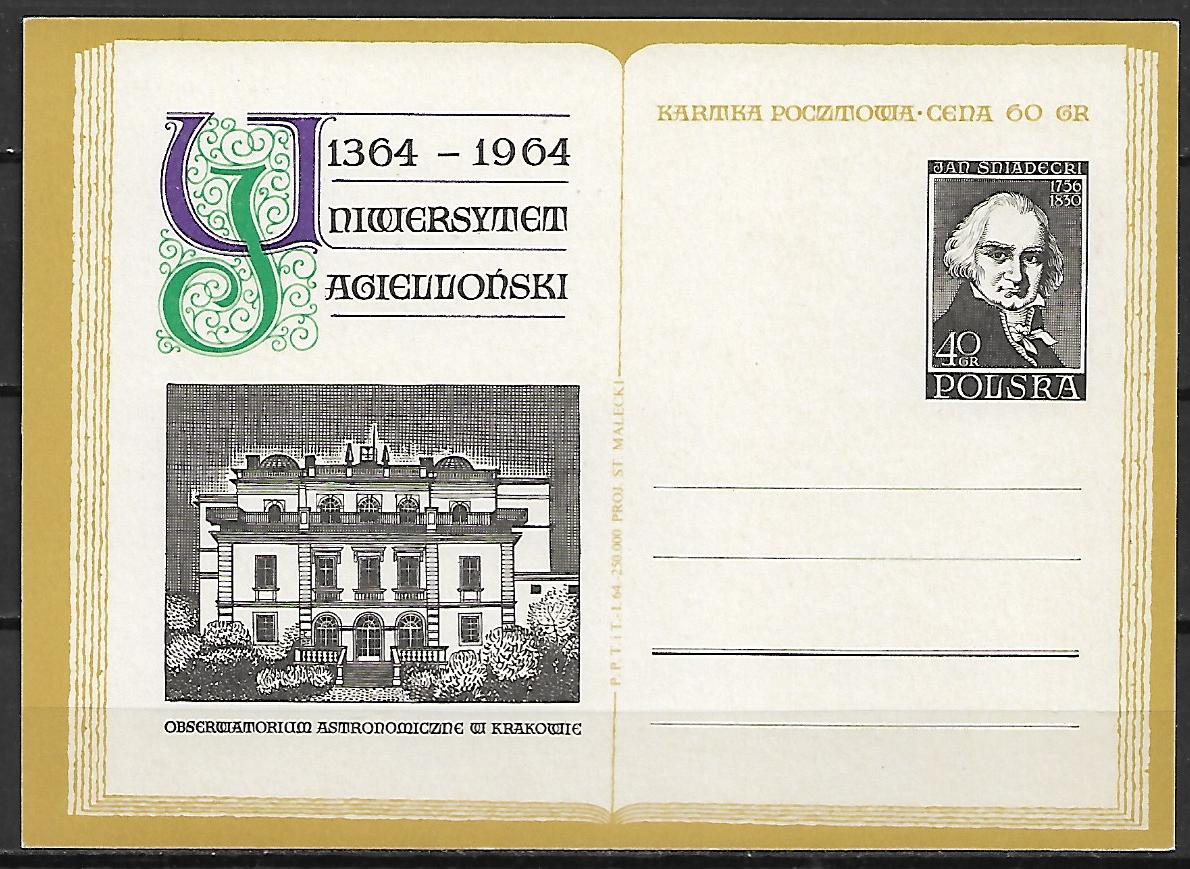 1364 – 1964
UNIWERSYTET
JAGIELLOŃSKI
OBSERWATORIUM ASTRONOMICZNE W KRAKOWIE
P. P. T. i T. - I. 64 - 250.000 PROJ. ST. MAŁECKI
KARTKA POCZTOWA · CENA 60 GR
JAN ŚNIADECKI
1756
1830
40
GR
POLSKA